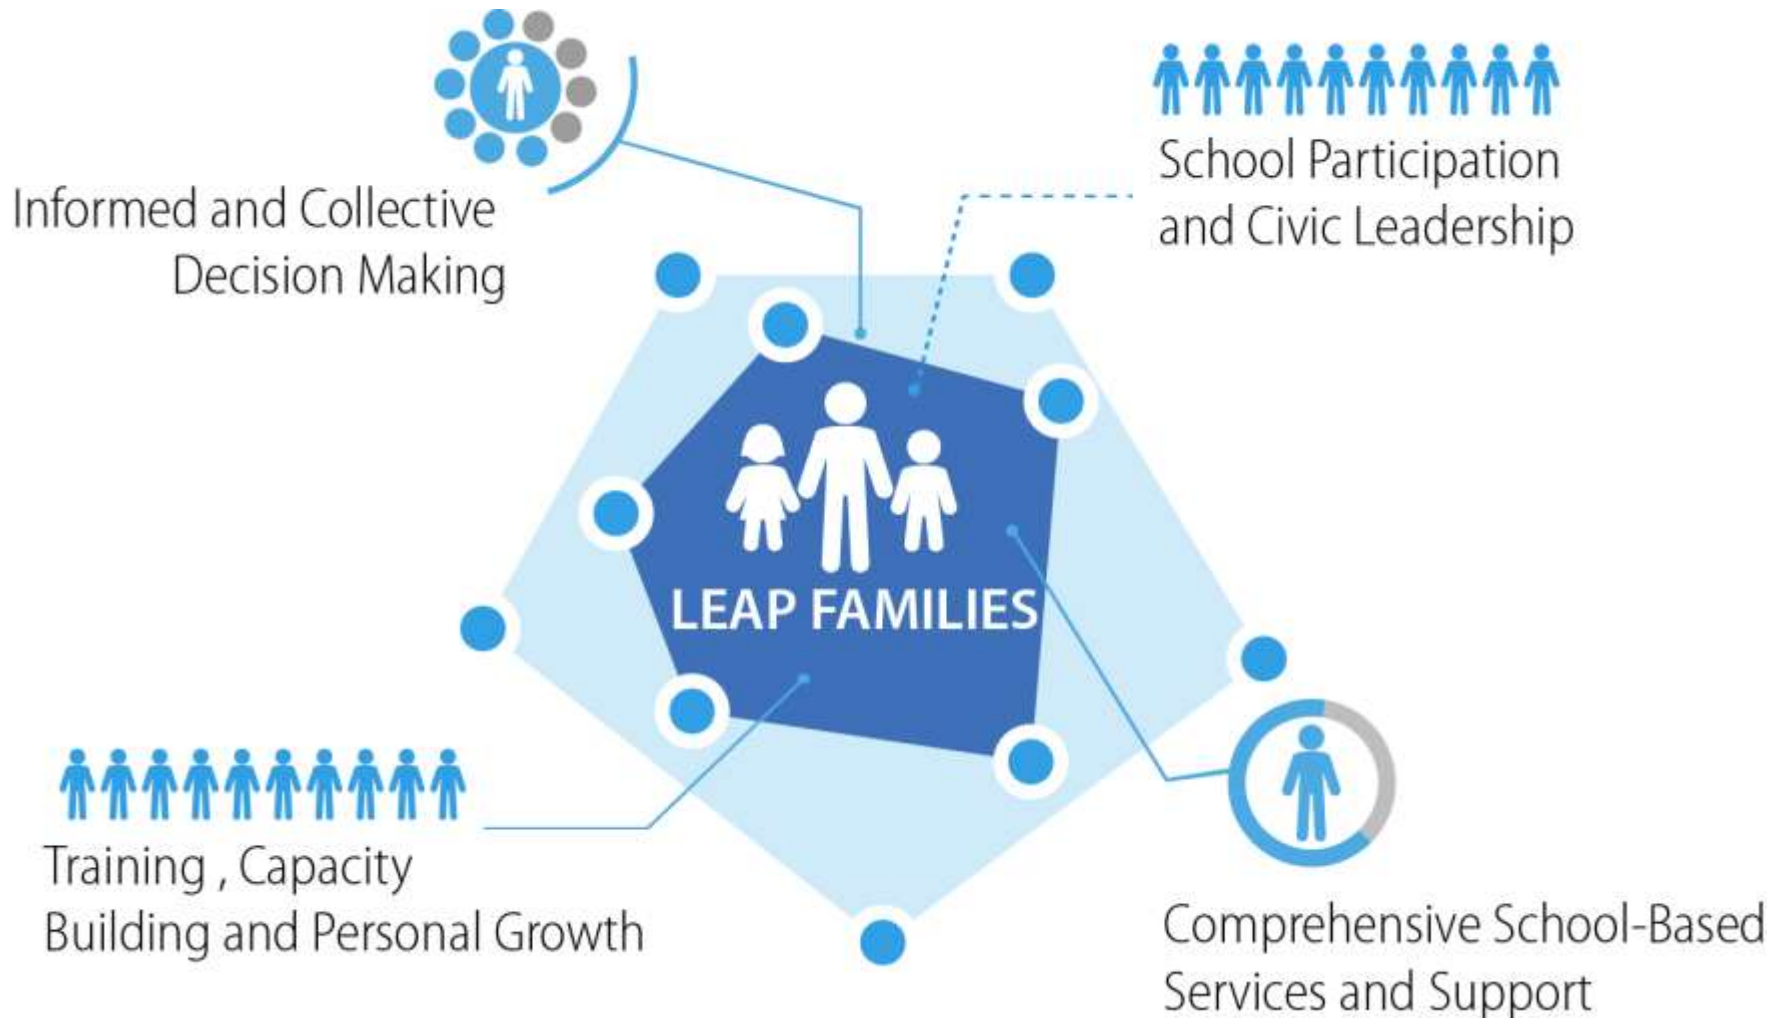 Informed and Collective
Decision Making
School Participation
and Civic Leadership
LEAP FAMILIES
Training , Capacity
Building and Personal Growth
Comprehensive School-Based
Services and Support